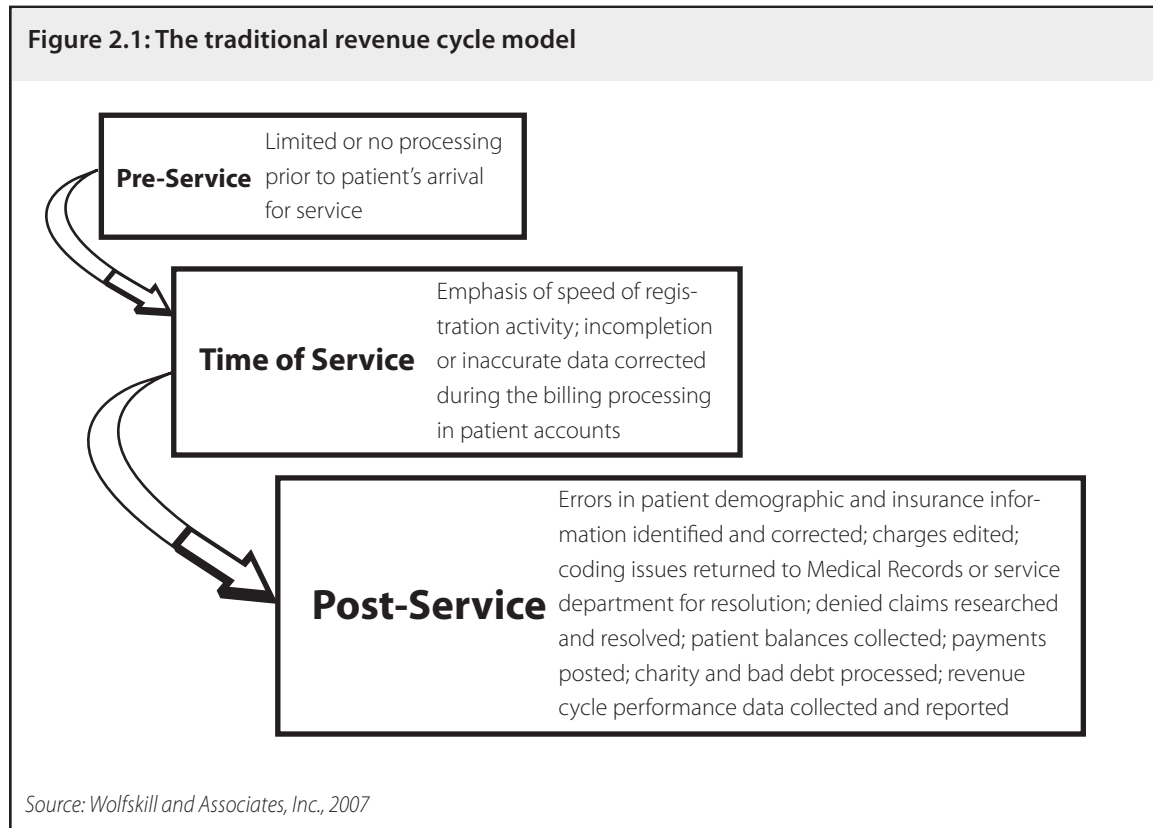 Figure 2.1: The traditional revenue cycle model
Pre-Service
Limited or no processing
prior to patient’s arrival
for service
Time of Service
Emphasis of speed of regis-
tration activity; incompletion
or inaccurate data corrected
during the billing processing
in patient accounts
Post-Service
Errors in patient demographic and insurance infor-
mation identified and corrected; charges edited;
coding issues returned to Medical Records or service
department for resolution; denied claims researched
and resolved; patient balances collected; payments
posted; charity and bad debt processed; revenue
cycle performance data collected and reported
Source: Wolfskill and Associates, Inc., 2007